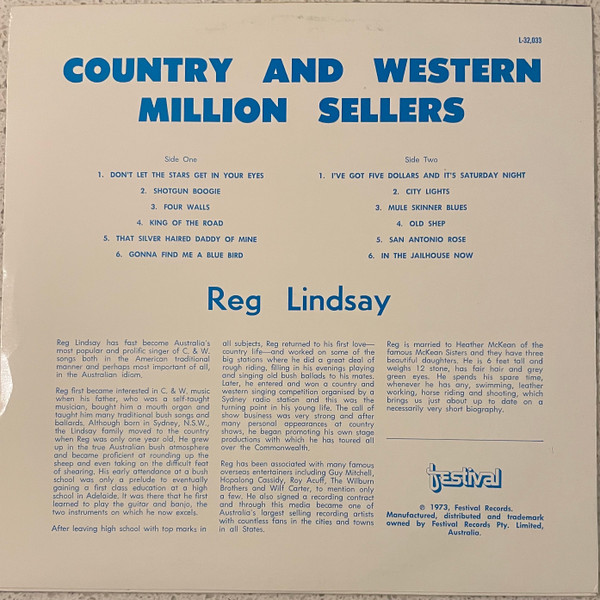 L-32,033
COUNTRY AND WESTERN
MILLION SELLERS
Side One
1. DON'T LET THE STARS GET IN YOUR EYES
2. SHOTGUN BOOGIE
3. FOUR WALLS
4. KING OF THE ROAD
5. THAT SILVER HAIRED DADDY OF MINE
6. GONNA FIND ME A BLUE BIRD
Side Two
1. I'VE GOT FIVE DOLLARS AND IT'S SATURDAY NIGHT
2. CITY LIGHTS
3. MULE SKINNER BLUES
4. OLD SHEP
5. SAN ANTONIO ROSE
6. IN THE JAILHOUSE NOW
Reg Lindsay
Reg Lindsay has fast become Australia's
most popular and prolific singer of C. & W.
songs both in the American traditional
manner and perhaps most important of all,
in the Australian idiom.
Reg first became interested in C. & W. music
when his father, who was a self-taught
musician, bought him a mouth organ and
taught him many traditional bush songs and
ballards. Although born in Sydney, N.S.W.,
the Lindsay family moved to the country
when Reg was only one year old. He grew
up in the true Australian bush atmosphere
and became proficient at rounding up the
sheep and even taking on the difficult feat
of shearing. His early attendance at a bush
school was only a prelude to eventually
gaining a first class education at a high
school in Adelaide. It was there that he first
learned to play the guitar and banjo, the
two instruments on which he now excels.
After leaving high school with top marks in
all subjects, Reg returned to his first love—
country life—and worked on some of the
big stations where he did a great deal of
rough riding, filling in his evenings playing
and singing old bush ballads to his mates.
Later, he entered and won a country and
western singing competition organised by a
Sydney radio station and this was the
turning point in his young life. The call of
show business was very strong and after
many personal appearances at country
shows, he began promoting his own stage
productions with which he has toured all
over the Commonwealth.
Reg has been associated with many famous
overseas entertainers including Guy Mitchell,
Hopalong Cassidy, Roy Acuff, The Wilburn
Brothers and Wilf Carter, to mention only
a few. He also signed a recording contract
and through this media became one of
Australia's largest selling recording artists
with countless fans in the cities and towns
in all States.
Reg is married to Heather McKean of the
famous McKean Sisters and they have three
beautiful daughters. He is 6 feet tall and
weighs 12 stone, has fair hair and grey
green eyes. He spends his spare time,
whenever he has any, swimming, leather
working, horse riding and shooting, which
brings us just about up to date on a
necessarily very short biography.
festival
℗ 1973, Festival Records.
Manufactured, distributed and trademark
owned by Festival Records Pty. Limited,
Australia.